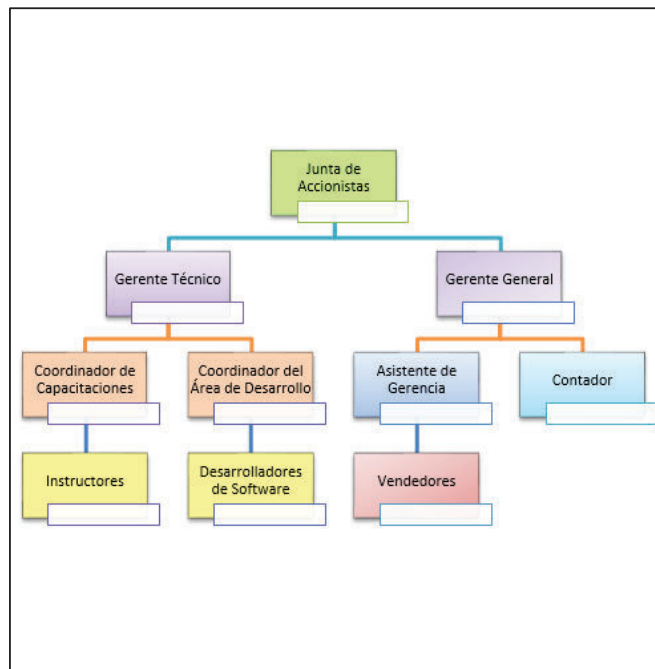 Junta de
Accionistas
Gerente Técnico
Gerente General
Coordinador de
Capacitaciones
Coordinador del
Área de Desarrollo
Asistente de
Gerencia
Contador
Instructores
Desarrolladores
de Software
Vendedores